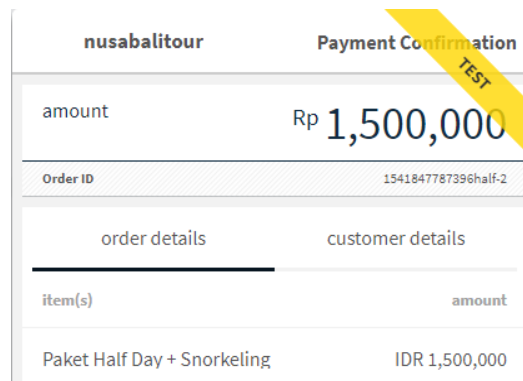 nusabalitour Payment Confirmation
TEST
amount Rp 1,500,000
Order ID 1541847787396half-2
order details customer details
item(s) amount
Paket Half Day + Snorkeling IDR 1,500,000